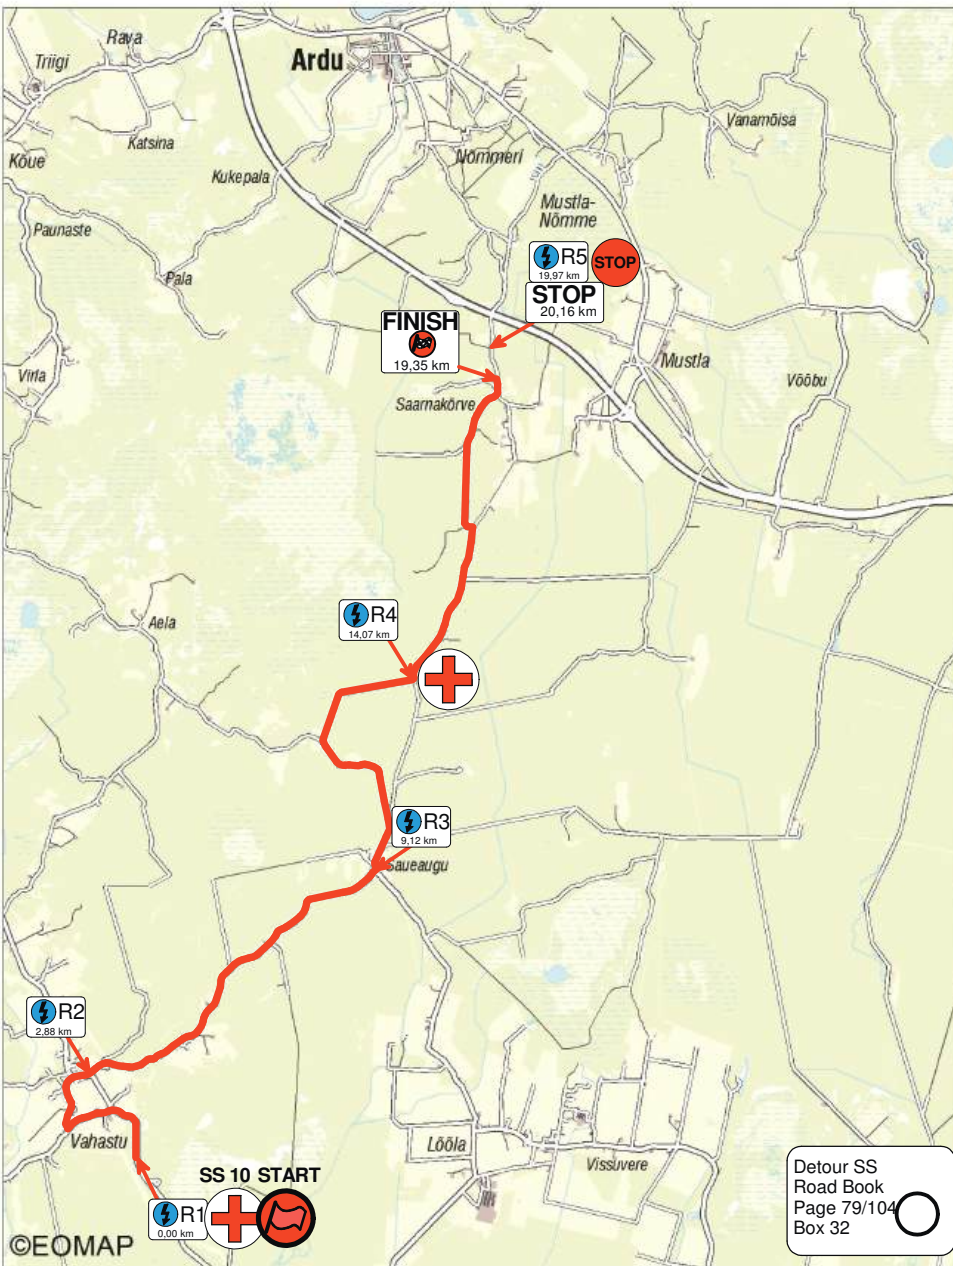 Rava
Triigi
Ardu
Katsina
Vanamõisa
Kõue
Nõmmeri
Kukepala
Mustla-
Nõmme
Paunaste
R5
19,97 km
STOP
Pala
STOP
20,16 km
FINISH
19,35 km
Mustla
Virla
Vööbu
Saarnakõrve
R4
14,07 km
Aela
R3
9,12 km
Saueaugu
R2
2,88 km
Vahastu
Lõõla
Vissuvere
SS 10 START
R1
0,00 km
Detour SS
Road Book
Page 79/104
Box 32
©EOMAP